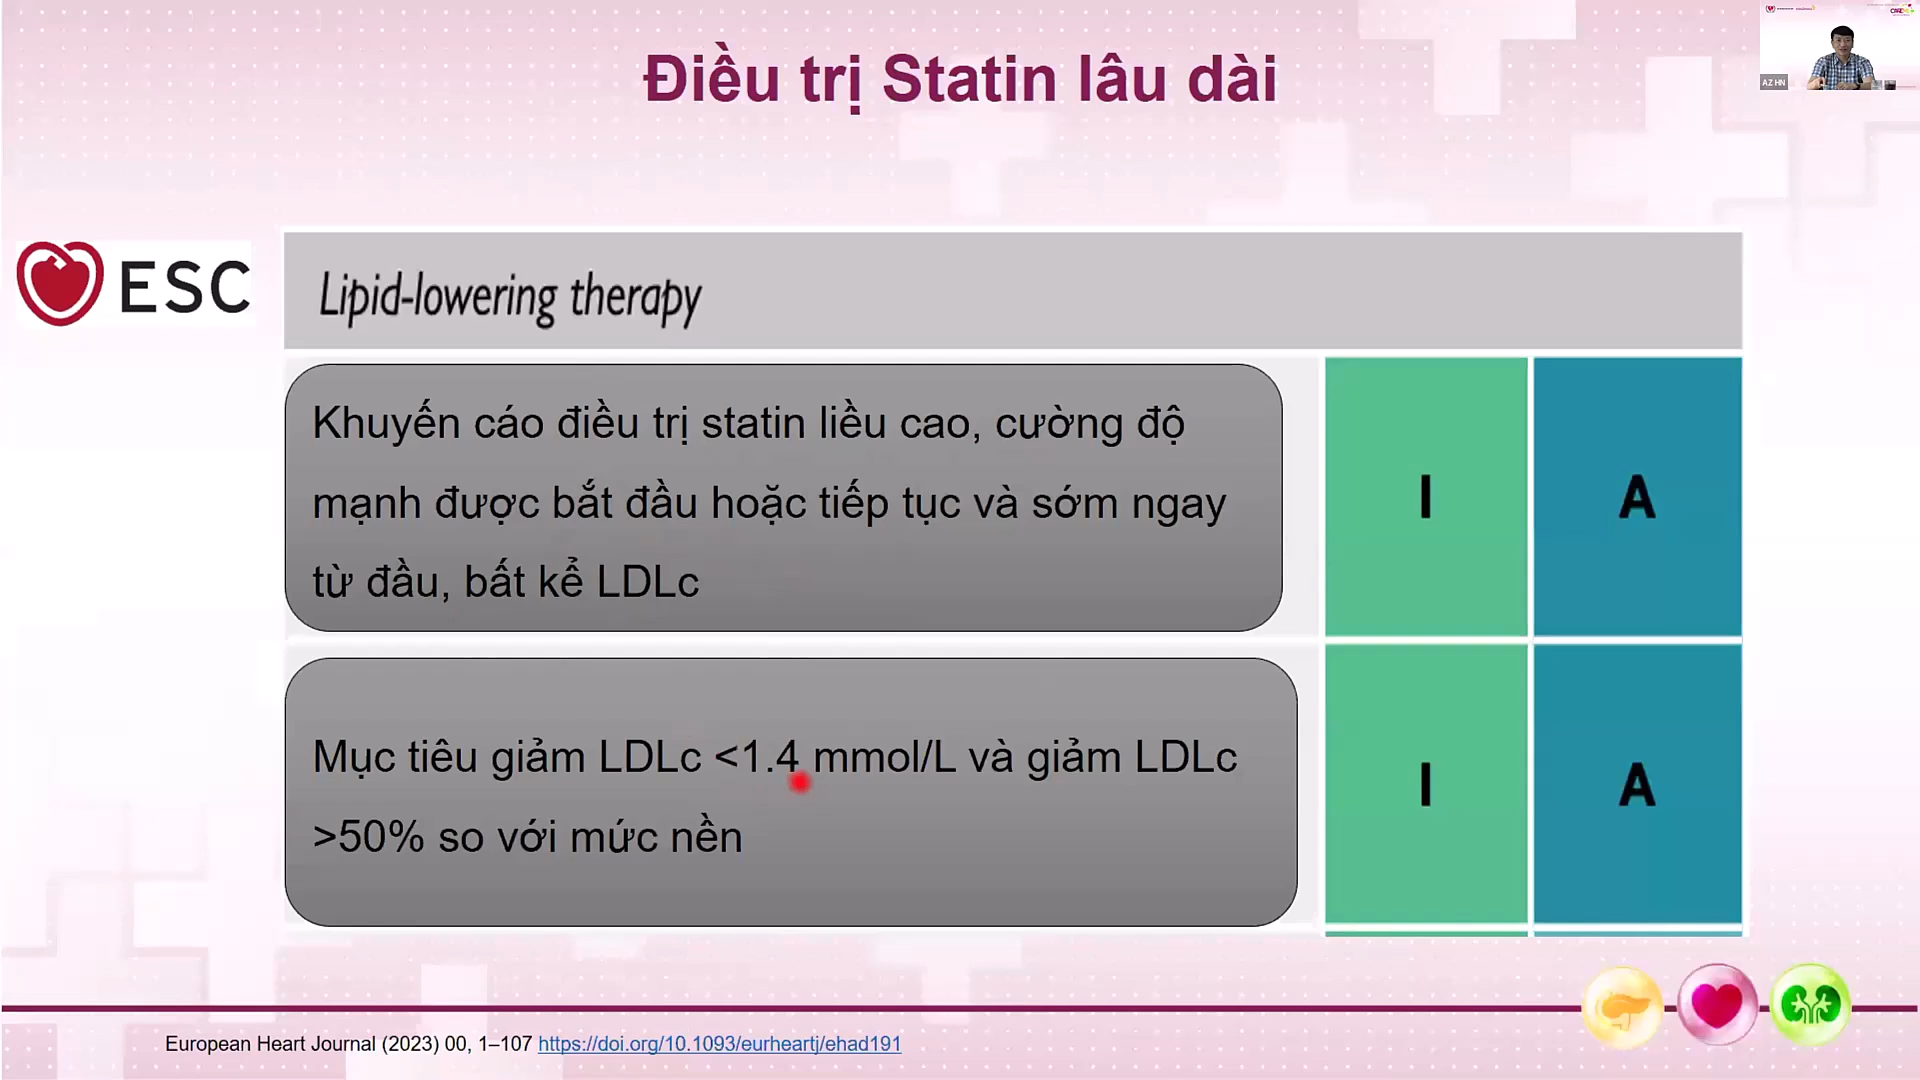 Điều trị Statin lâu dài
AZ HN
ESC
Lipid-lowering therapy
Khuyến cáo điều trị statin liều cao, cường độ
mạnh được bắt đầu hoặc tiếp tục và sớm ngay
từ đầu, bất kể LDLc
I
A
Mục tiêu giảm LDLc <1.4 mmol/L và giảm LDLc
>50% so với mức nền
I
A
European Heart Journal (2023) 00, 1–107 https://doi.org/10.1093/eurheartj/ehad191